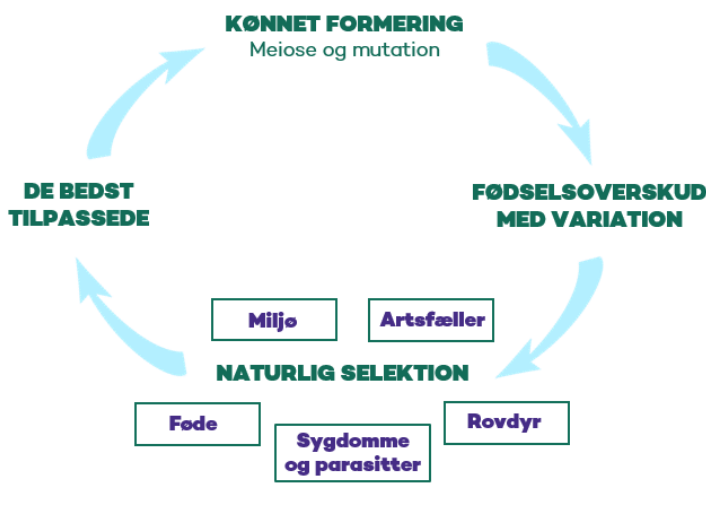 KØNNET FORMERING
Meiose og mutation
DE BEDST
TILPASSEDE
FØDSELSOVERSKUD
MED VARIATION
Miljø
Artsfæller
NATURLIG SELEKTION
Føde
Sygdomme
og parasitter
Rovdyr